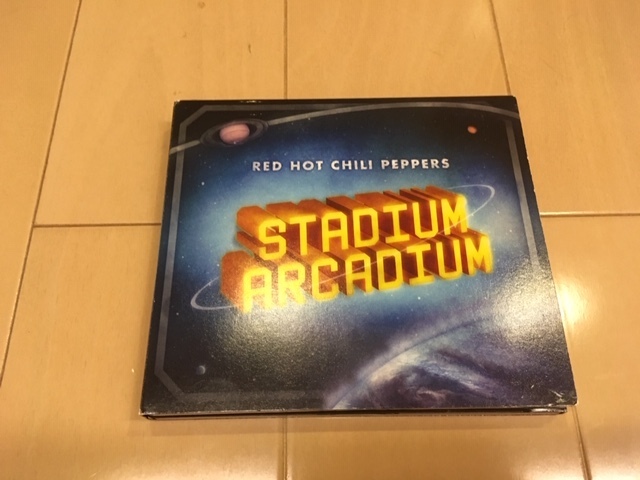 RED HOT CHILI PEPPERS
STADIUM
ARCADIUM